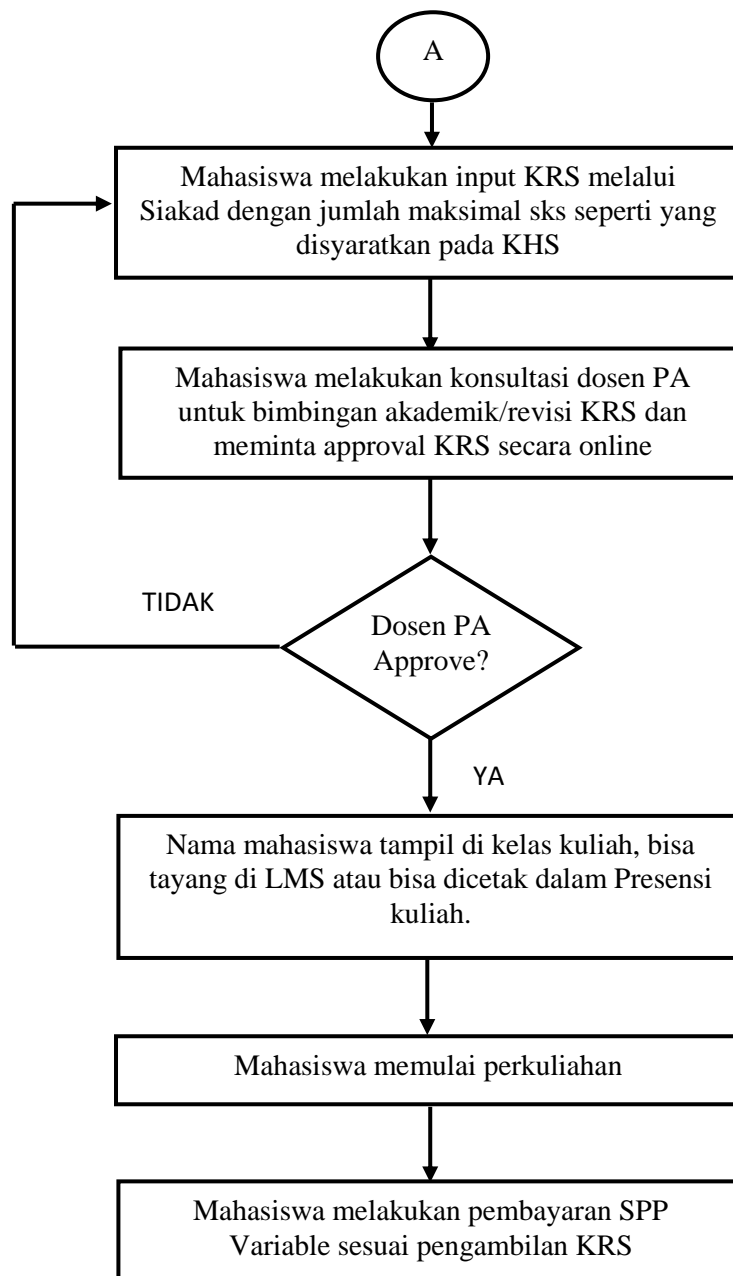 A
Mahasiswa melakukan input KRS melalui
Siakad dengan jumlah maksimal sks seperti yang
disyaratkan pada KHS
Mahasiswa melakukan konsultasi dosen PA
untuk bimbingan akademik/revisi KRS dan
meminta approval KRS secara online
TIDAK
Dosen PA
Approve?
YA
Nama mahasiswa tampil di kelas kuliah, bisa
tayang di LMS atau bisa dicetak dalam Presensi
kuliah.
Mahasiswa memulai perkuliahan
Mahasiswa melakukan pembayaran SPP
Variable sesuai pengambilan KRS